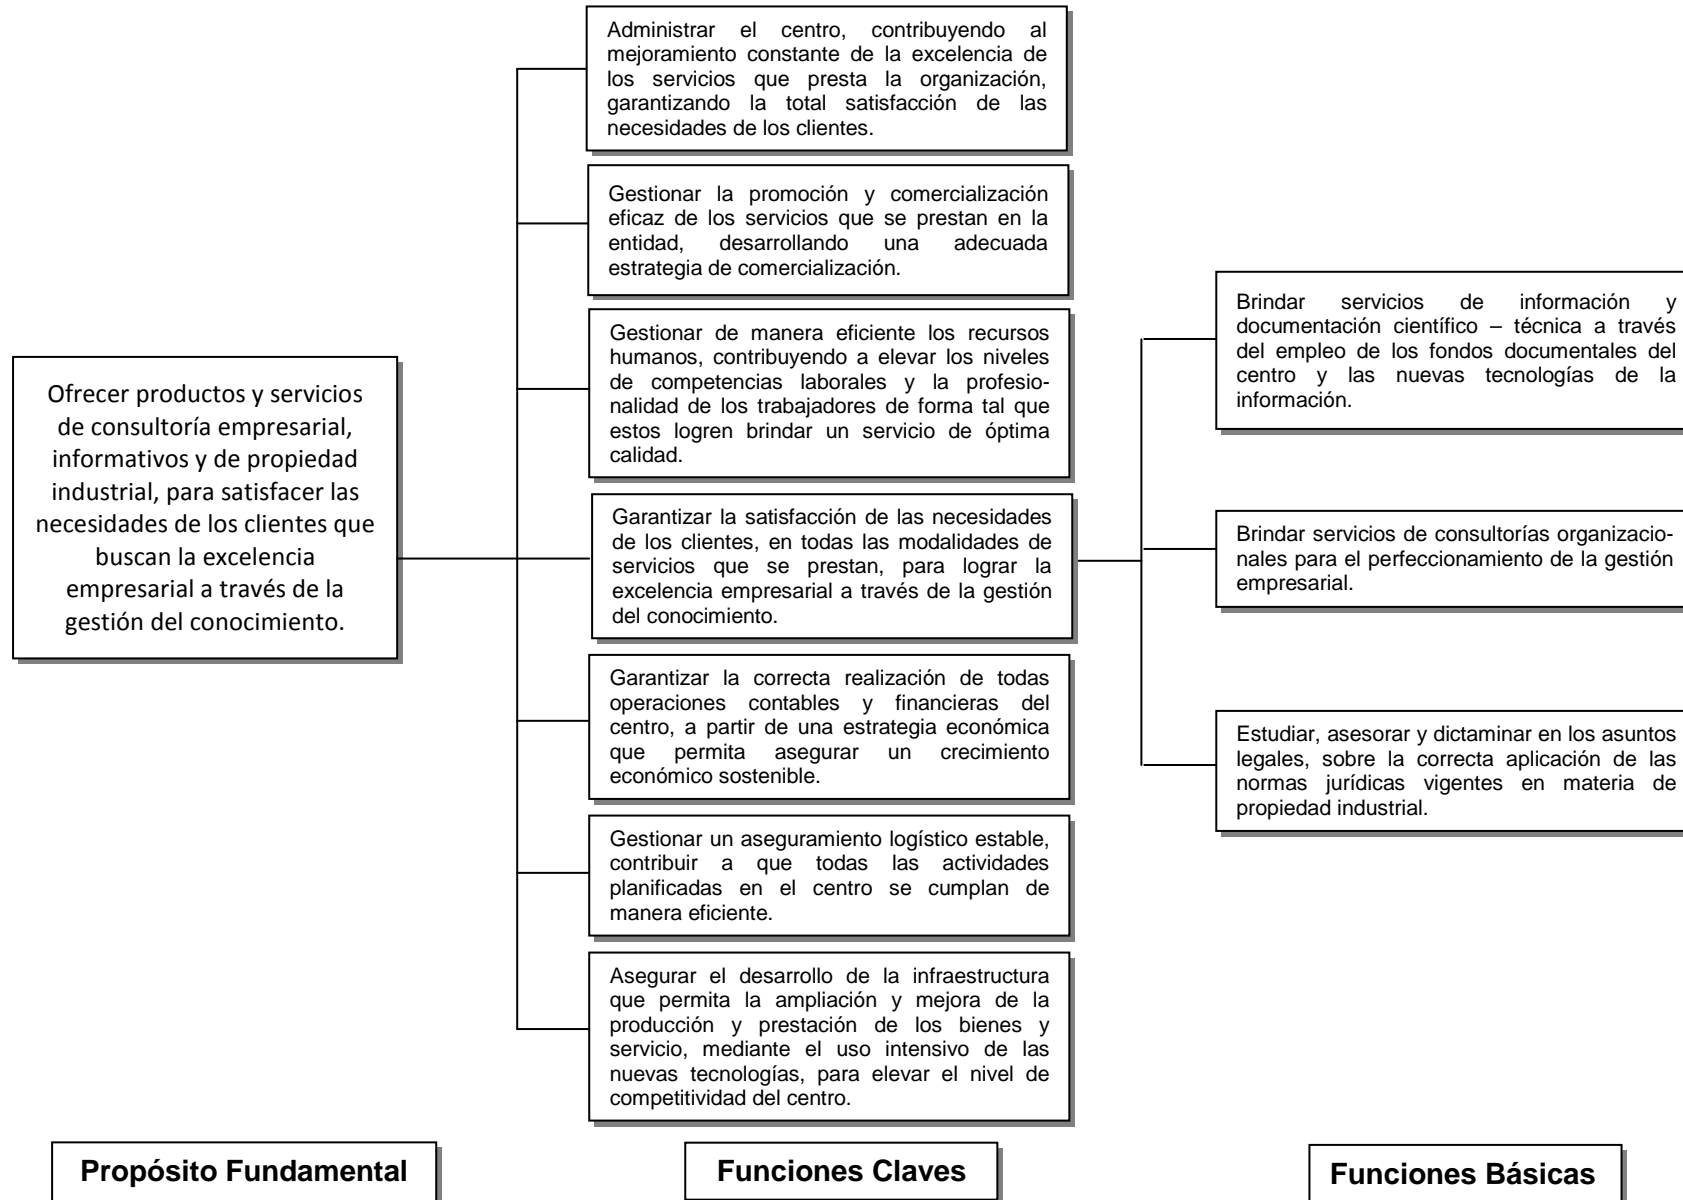 Ofrecer productos y servicios
de consultoría empresarial,
informativos y de propiedad
industrial, para satisfacer las
necesidades de los clientes que
buscan la excelencia
empresarial a través de la
gestión del conocimiento.
Administrar el centro, contribuyendo al
mejoramiento constante de la excelencia de
los servicios que presta la organización,
garantizando la total satisfacción de las
necesidades de los clientes.
Gestionar la promoción y comercialización
eficaz de los servicios que se prestan en la
entidad, desarrollando una adecuada
estrategia de comercialización.
Gestionar de manera eficiente los recursos
humanos, contribuyendo a elevar los niveles
de competencias laborales y la profesio-
nalidad de los trabajadores de forma tal que
estos logren brindar un servicio de óptima
calidad.
Garantizar la satisfacción de las necesidades
de los clientes, en todas las modalidades de
servicios que se prestan, para lograr la
excelencia empresarial a través de la gestión
del conocimiento.
Garantizar la correcta realización de todas
operaciones contables y financieras del
centro, a partir de una estrategia económica
que permita asegurar un crecimiento
económico sostenible.
Gestionar un aseguramiento logístico estable,
contribuir a que todas las actividades
planificadas en el centro se cumplan de
manera eficiente.
Asegurar el desarrollo de la infraestructura
que permita la ampliación y mejora de la
producción y prestación de los bienes y
servicio, mediante el uso intensivo de las
nuevas tecnologías, para elevar el nivel de
competitividad del centro.
Brindar servicios de información y
documentación científico – técnica a través
del empleo de los fondos documentales del
centro y las nuevas tecnologías de la
información.
Brindar servicios de consultorías organizacio-
nales para el perfeccionamiento de la gestión
empresarial.
Estudiar, asesorar y dictaminar en los asuntos
legales, sobre la correcta aplicación de las
normas jurídicas vigentes en materia de
propiedad industrial.
Propósito Fundamental
Funciones Claves
Funciones Básicas